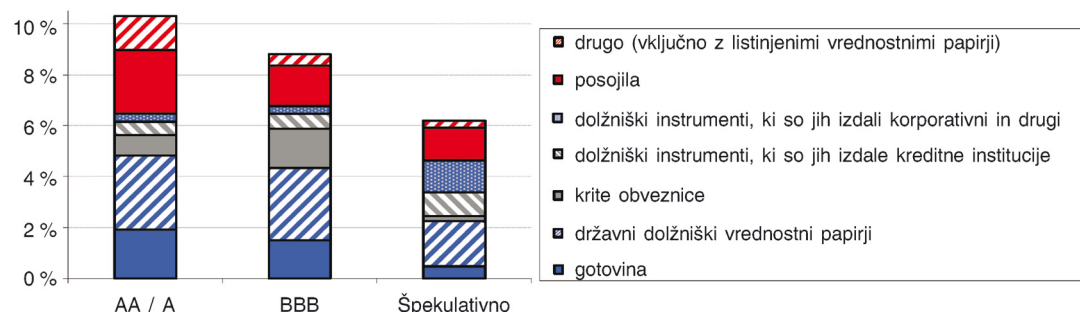 10 %
8 %
6 %
4 %
2 %
0 %
AA / A
BBB
Špekulativno
drugo (vključno z listinjenimi vrednostnimi papirji)
posojila
dolžniški instrumenti, ki so jih izdali korporativni in drugi
dolžniški instrumenti, ki so jih izdale kreditne institucije
krite obveznice
državni dolžniški vrednostni papirji
gotovina